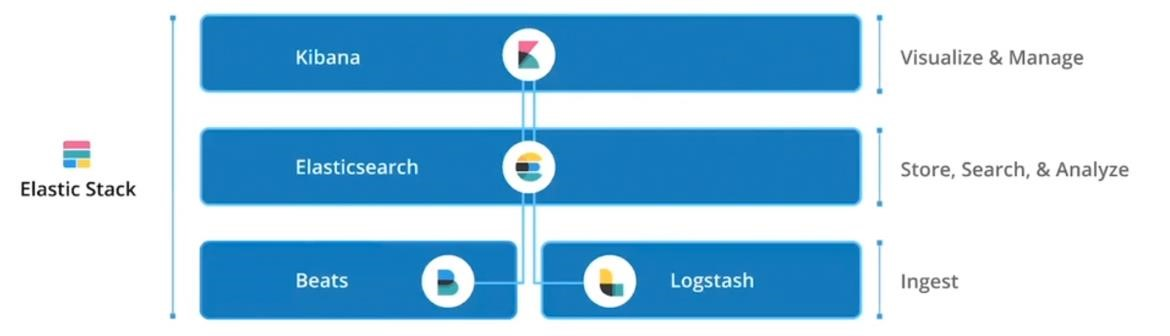 Kibana
Visualize & Manage
Elastic Stack
Elasticsearch
Store, Search, & Analyze
Beats
Logstash
Ingest